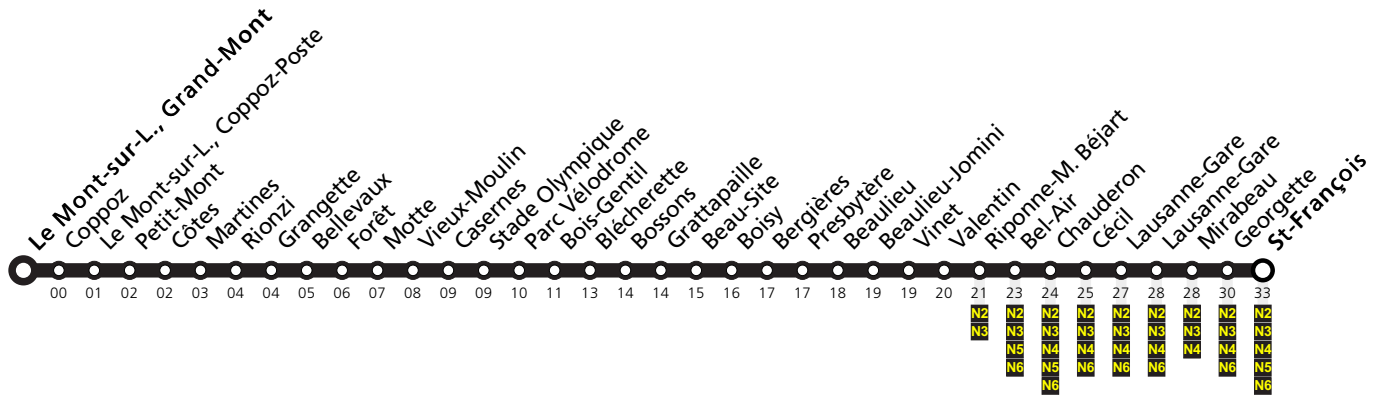 Le Mont-sur-L., Grand-Mont
Coppoz
Le Mont-sur-L., Coppoz-Poste
Petit-Mont
Côtes
Martines
Rionzi
Grangette
Bellevaux
Forêt
Motte
Vieux-Moulin
Casernes
Stade Olympique
Parc Vélodrome
Bois-Gentil
Blécherette
Bossons
Grattapaille
Beau-Site
Boisy
Bergières
Presbytère
Beaulieu
Beaulieu-Jomini
Vinet
Valentin
Riponne-M. Béjart
Bel-Air
Chauderon
Cécil
Lausanne-Gare
Lausanne-Gare
Mirabeau
Georgette
St-François
00 01 02 02 03 04 04 05 06 07 08 09 09 10 11 13 14 14 15 16 17 17 18 19 19 20 21 23 24 25 27 28 28 30 33
N2 N2 N2 N2 N2 N2 N2 N2 N2
N3 N3 N3 N3 N3 N3 N3 N3 N3
N5 N4 N4 N4 N4 N4 N4 N4
N6 N5 N6 N6 N6 N6 N5
N6 N6